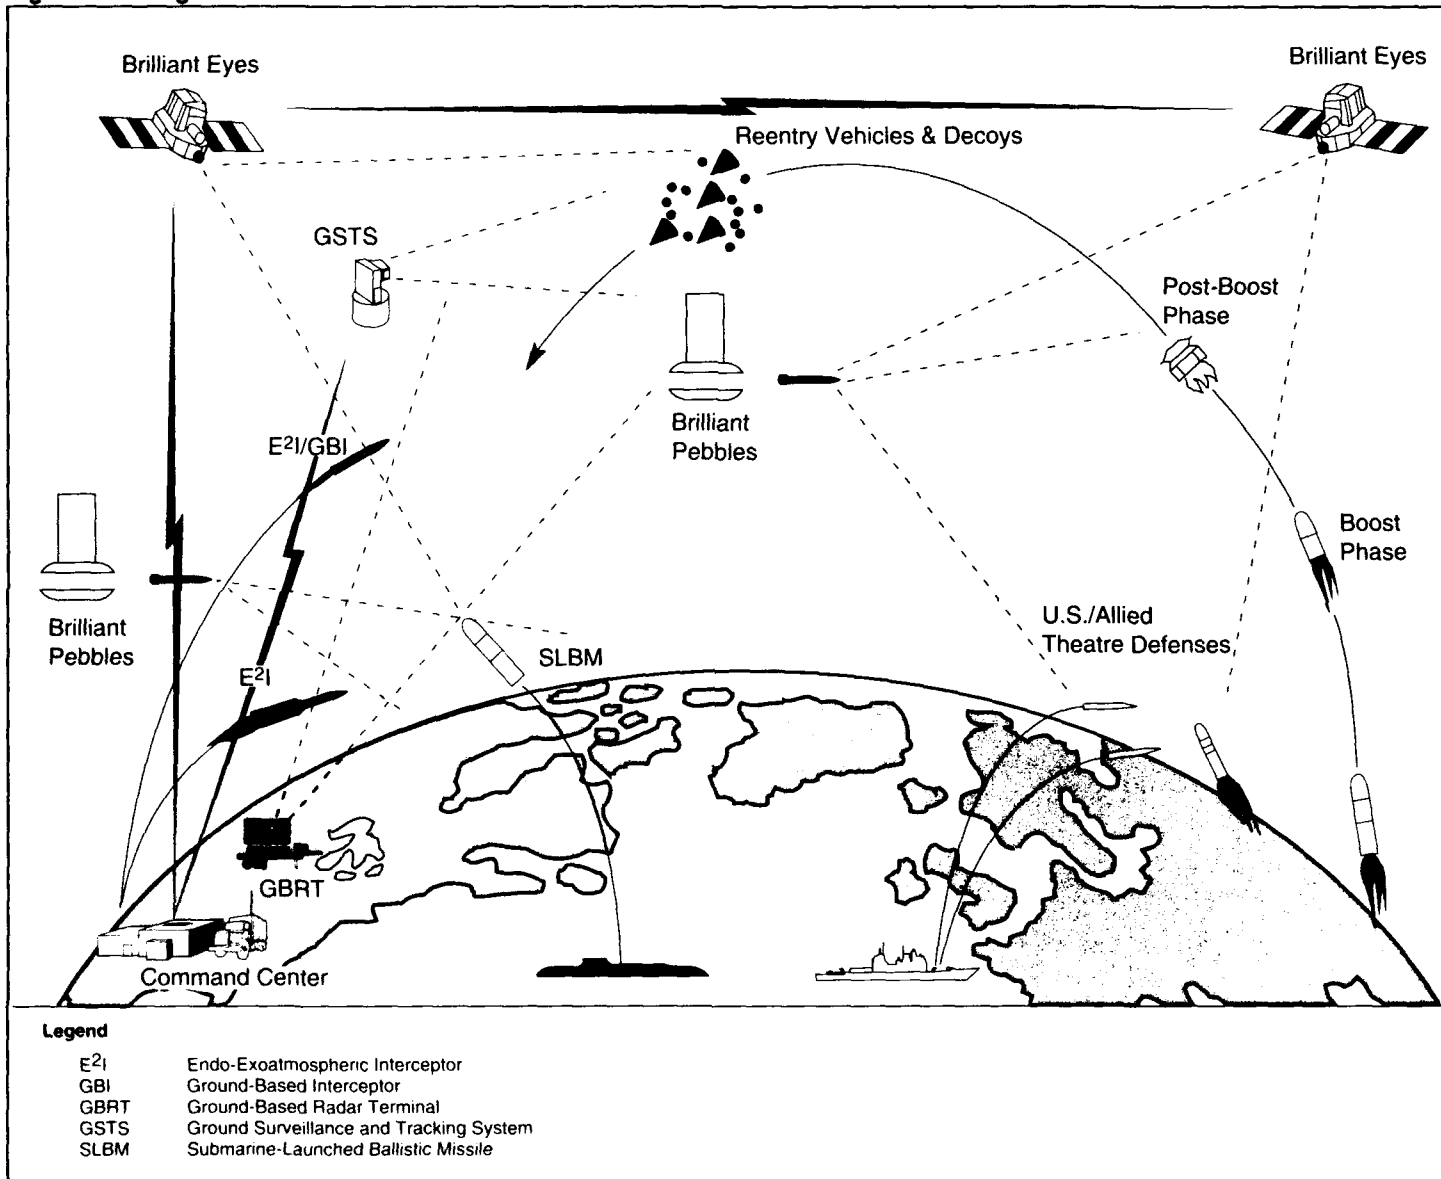 Brilliant Eyes
Brilliant Eyes
Reentry Vehicles & Decoys
GSTS
Post-Boost
Phase
Brilliant
Pebbles
E²I/GBI
Boost
Phase
Brilliant
Pebbles
U.S./Allied
Theatre Defenses
SLBM
E²I
GBRT
Command Center
Legend
E²I Endo-Exoatmospheric Interceptor
GBI Ground-Based Interceptor
GBRT Ground-Based Radar Terminal
GSTS Ground Surveillance and Tracking System
SLBM Submarine-Launched Ballistic Missile